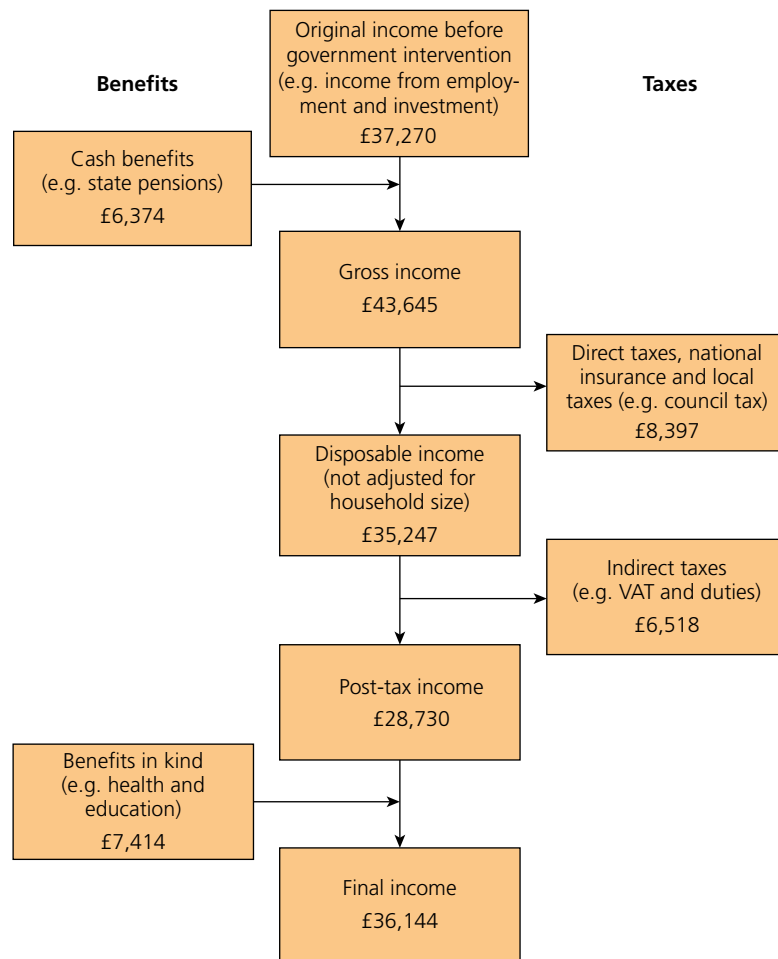 Original income before
government intervention
(e.g. income from employ-
ment and investment)
£37,270
Benefits
Taxes
Cash benefits
(e.g. state pensions)
£6,374
Gross income
£43,645
Direct taxes, national
insurance and local
taxes (e.g. council tax)
£8,397
Disposable income
(not adjusted for
household size)
£35,247
Indirect taxes
(e.g. VAT and duties)
£6,518
Post-tax income
£28,730
Benefits in kind
(e.g. health and
education)
£7,414
Final income
£36,144